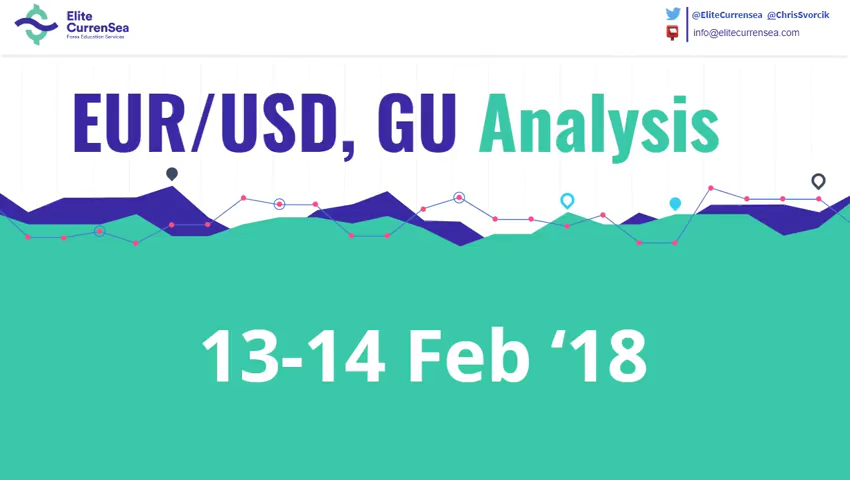 Elite
CurrenSea
Forex Education Services
@EliteCurrensea @ChrisSvorcik
info@elitecurrensea.com
EUR/USD, GU Analysis
13-14 Feb ‘18